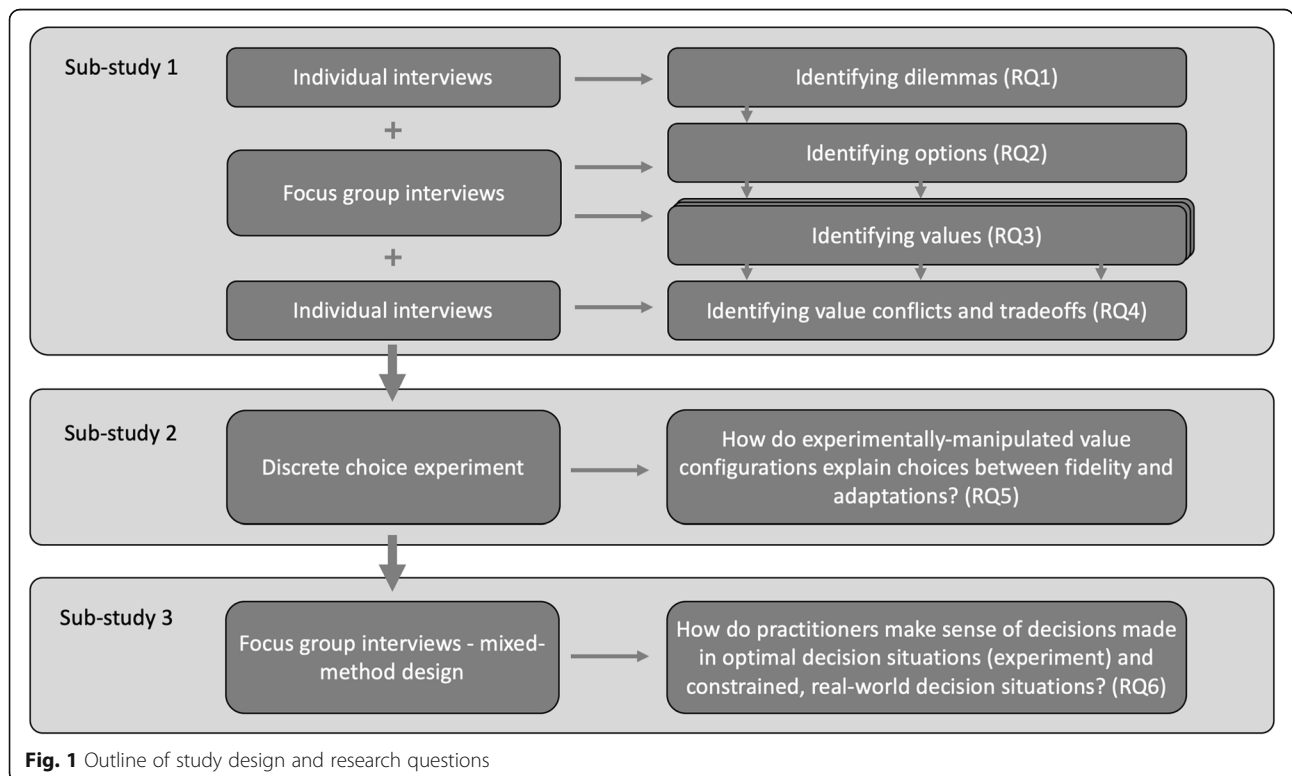 Sub-study 1
Individual interviews
Identifying dilemmas (RQ1)
+
Identifying options (RQ2)
Focus group interviews
Identifying values (RQ3)
+
Individual interviews
Identifying value conflicts and tradeoffs (RQ4)
Sub-study 2
Discrete choice experiment
How do experimentally-manipulated value
configurations explain choices between fidelity and
adaptations? (RQ5)
Sub-study 3
Focus group interviews - mixed-
method design
How do practitioners make sense of decisions made
in optimal decision situations (experiment) and
constrained, real-world decision situations? (RQ6)
Fig. 1 Outline of study design and research questions